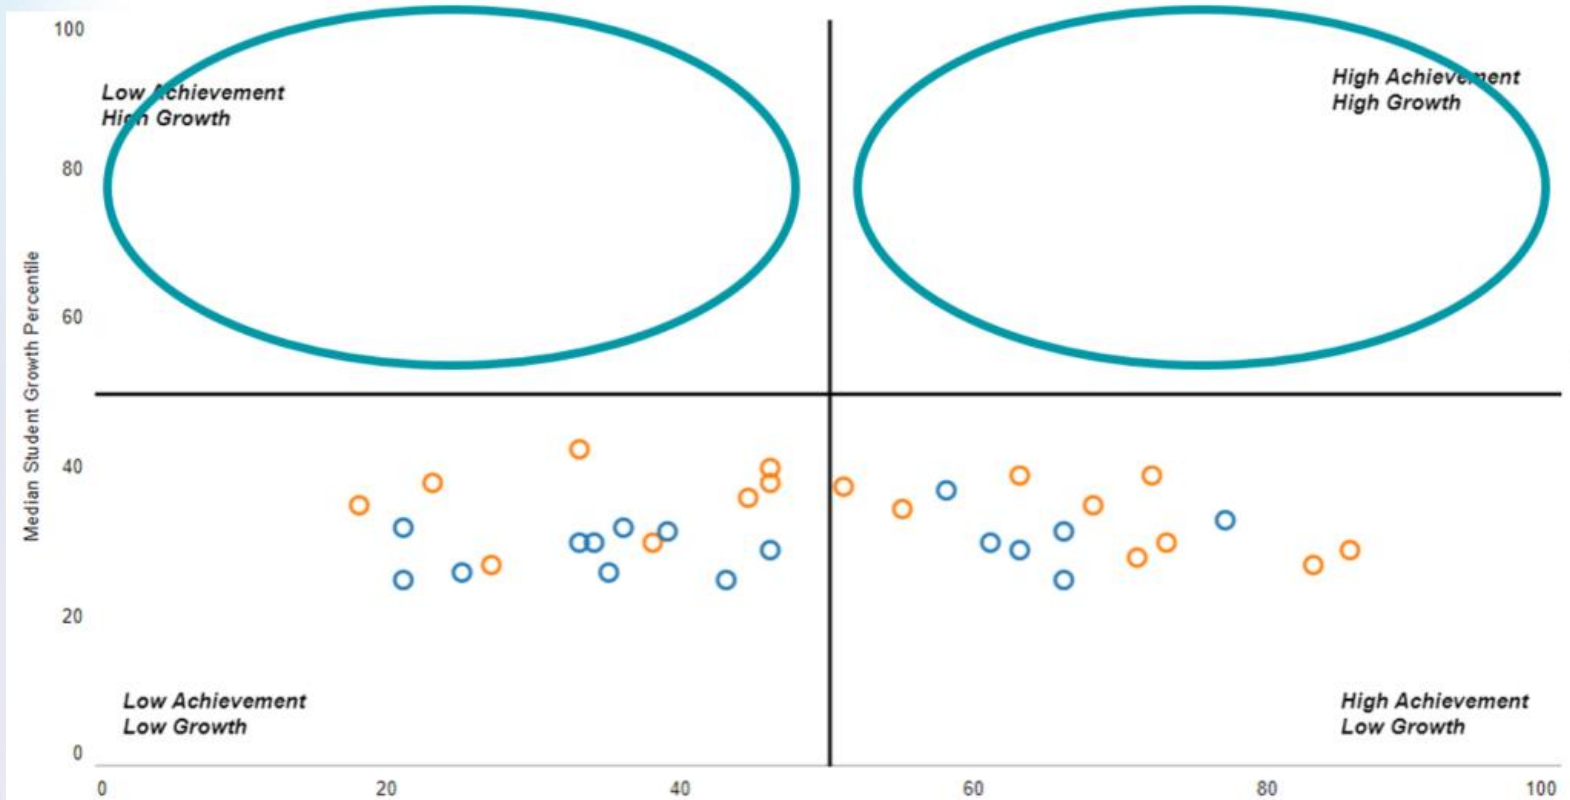 100
Low Achievement
High Growth
High Achievement
High Growth
80
Median Student Growth Percentile
60
40
20
Low Achievement
Low Growth
High Achievement
Low Growth
0
0 20 40 60 80 100